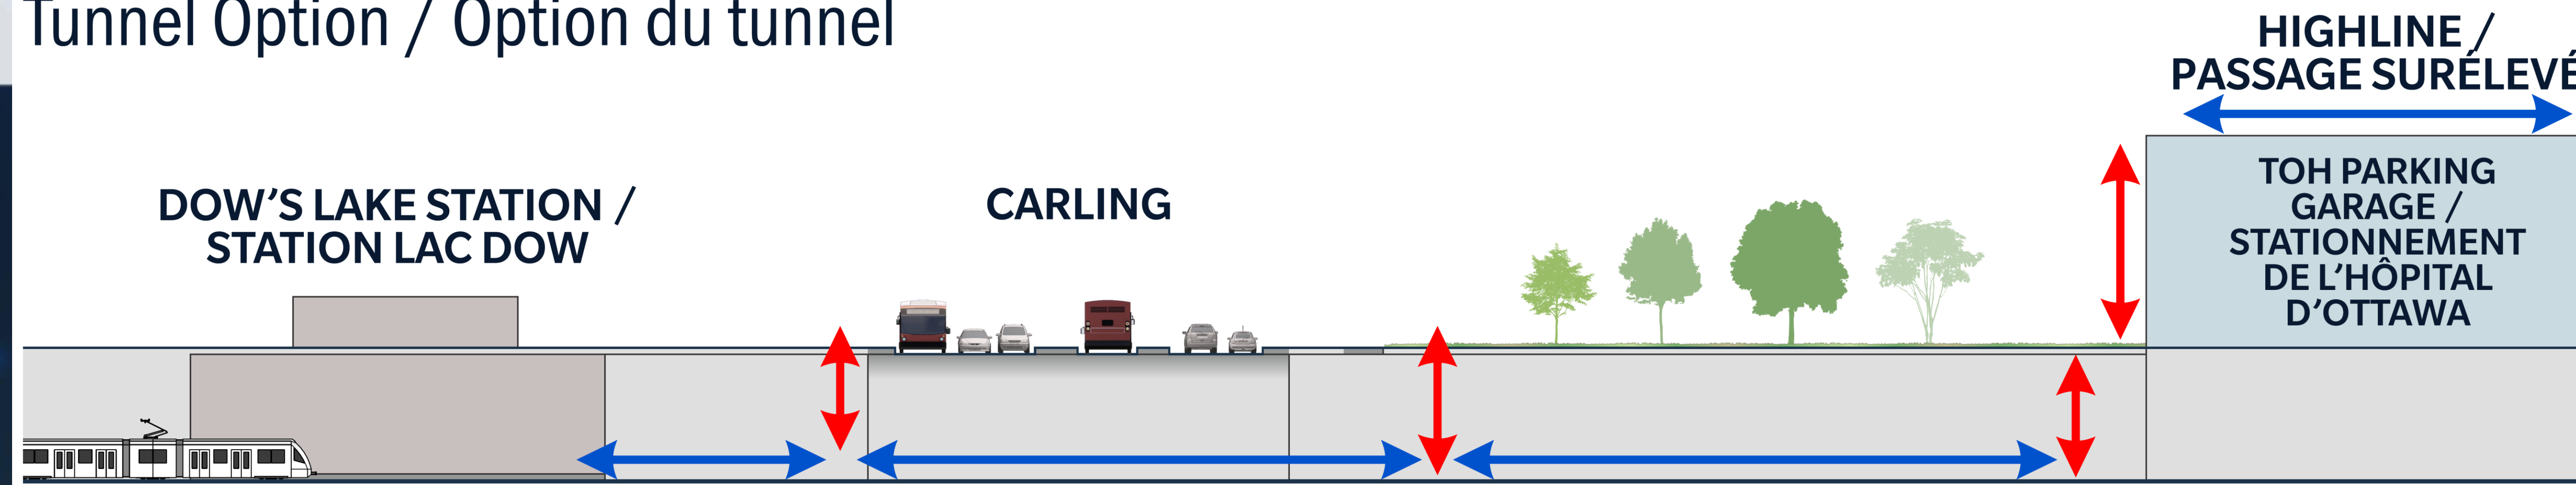 Tunnel Option / Option du tunnel
HIGHLINE /
PASSAGE SURÉLEVÉ
DOW'S LAKE STATION /
STATION LAC DOW
CARLING
TOH PARKING
GARAGE /
STATIONNEMENT
DE L'HÔPITAL
D'OTTAWA